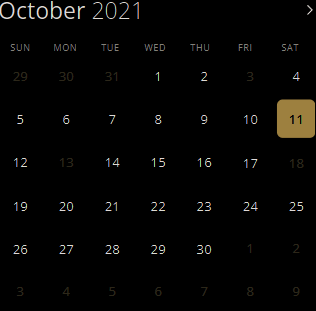 October 2021
SUN MON TUE WED THU FRI SAT
29 30 31 1 2 3 4
5 6 7 8 9 10 11
12 13 14 15 16 17 18
19 20 21 22 23 24 25
26 27 28 29 30 1 2
3 4 5 6 7 8 9